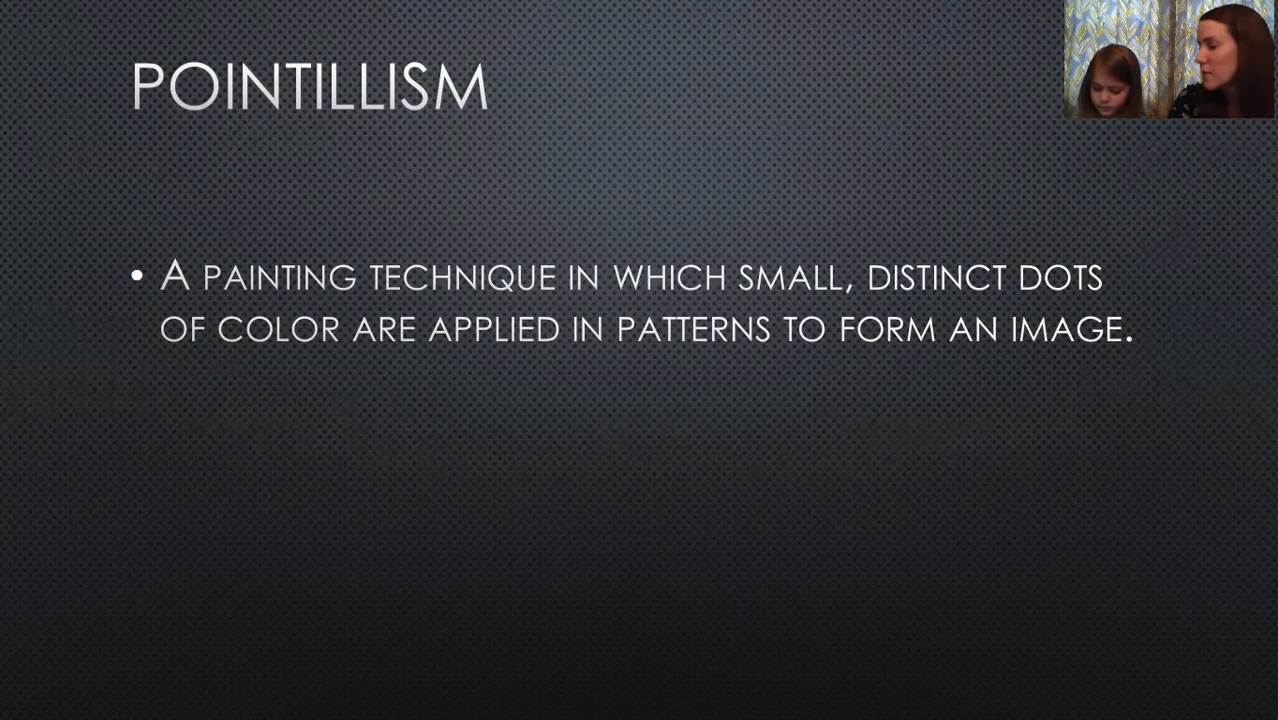 POINTILLISM
• A PAINTING TECHNIQUE IN WHICH SMALL, DISTINCT DOTS
OF COLOR ARE APPLIED IN PATTERNS TO FORM AN IMAGE.